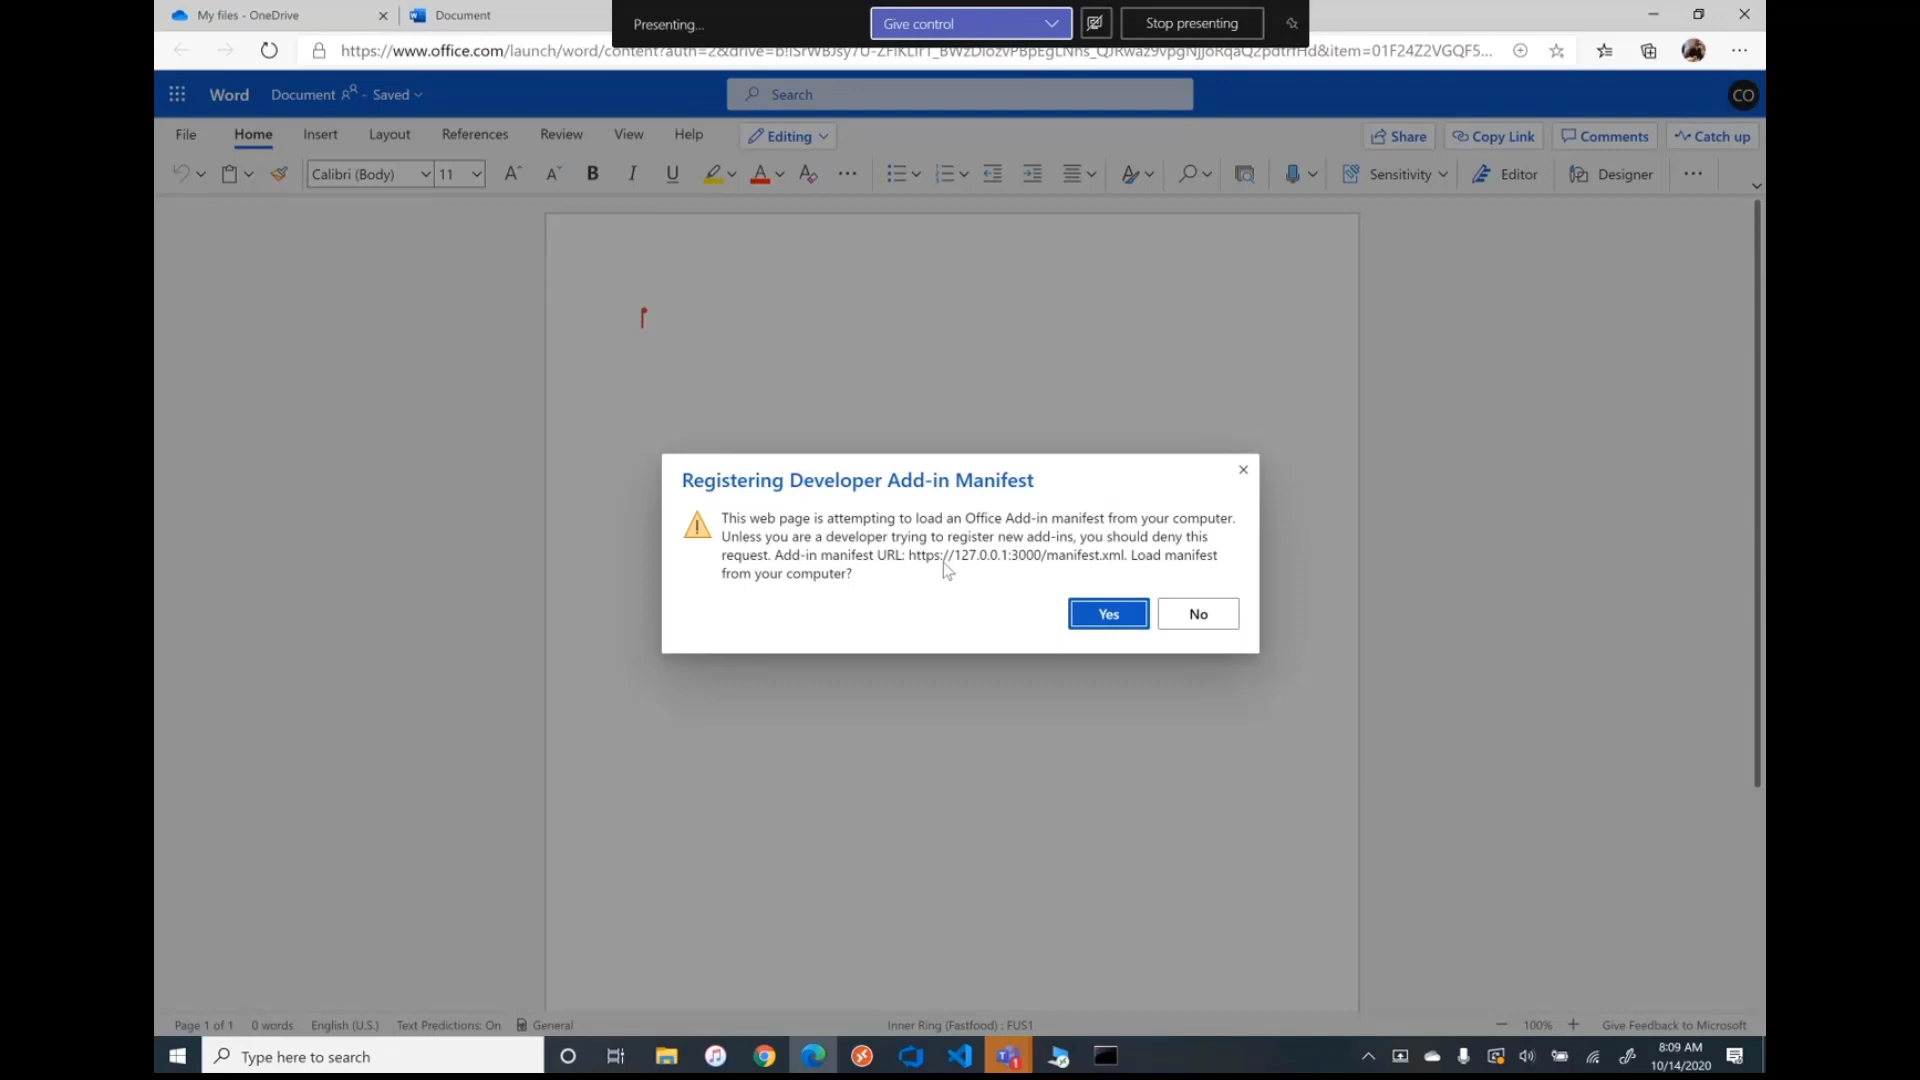 My files - OneDrive
Document
Presenting...
Give control
Stop presenting
Word
Document - Saved
Search
CO
File
Home
Insert
Layout
References
Review
View
Help
Editing
Share
Copy Link
Comments
Catch up
Calibri (Body)
11
B
I
U
A
Sensitivity
Editor
Designer
Registering Developer Add-in Manifest
This web page is attempting to load an Office Add-in manifest from your computer.
Unless you are a developer trying to register new add-ins, you should deny this
request. Add-in manifest URL: https://127.0.0.1:3000/manifest.xml. Load manifest
from your computer?
Yes
No
Page 1 of 1
0 words
English (U.S.)
Text Predictions: On
General
Inner Ring (Fastfood) : FUS1
100%
Give Feedback to Microsoft
Type here to search
8:09 AM
10/14/2020